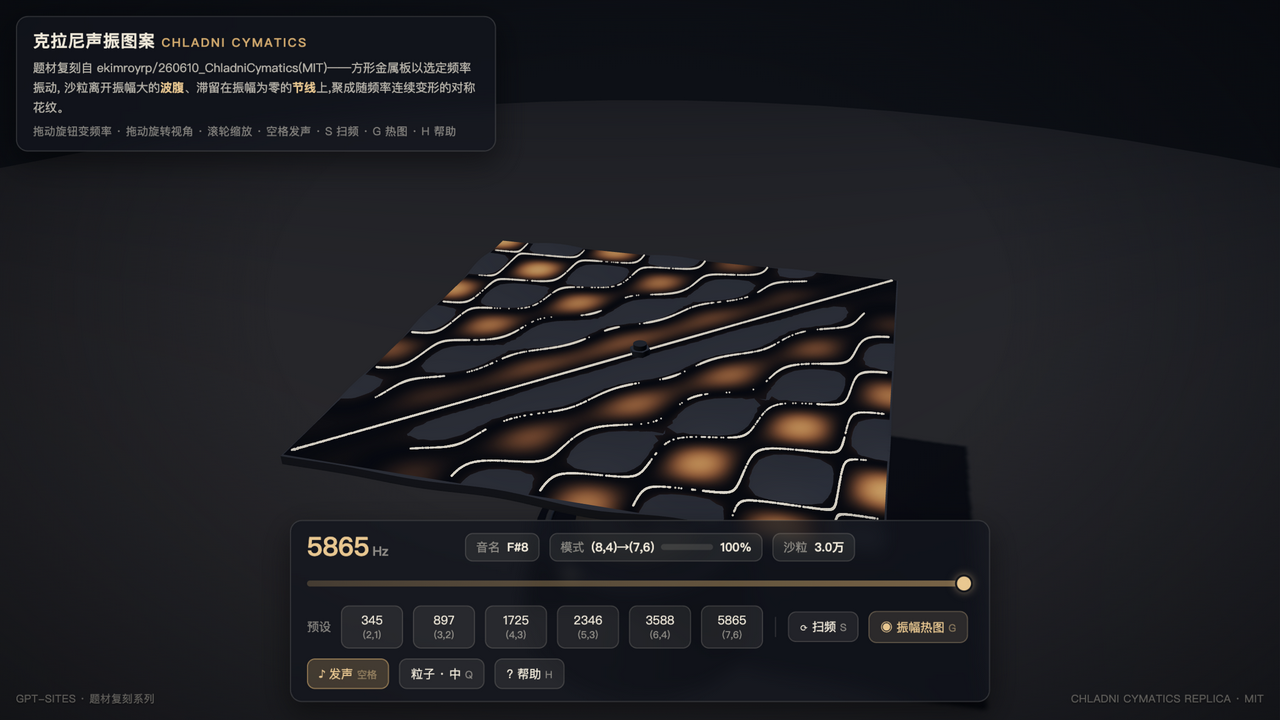 克拉尼声振图案 CHLADNI CYMATICS
题材复刻自 ekimroyrp/260610_ChladniCymatics(MIT)——方形金属板以选定频率
振动, 沙粒离开振幅大的波腹、滞留在振幅为零的节线上,聚成随频率连续变形的对称
花纹。
拖动旋钮变频率 · 拖动旋转视角 · 滚轮缩放 · 空格发声 · S 扫频 · G 热图 · H 帮助
5865 Hz 音名 F#8 模式 (8,4)→(7,6) 100% 沙粒 3.0万
预设 345 897 1725 2346 3588 5865 ⟳ 扫频 S ◉ 振幅热图 G
(2,1) (3,2) (4,3) (5,3) (6,4) (7,6)
♪ 发声 空格 粒子 · 中 Q ? 帮助 H
GPT-SITES · 题材复刻系列 CHLADNI CYMATICS REPLICA · MIT